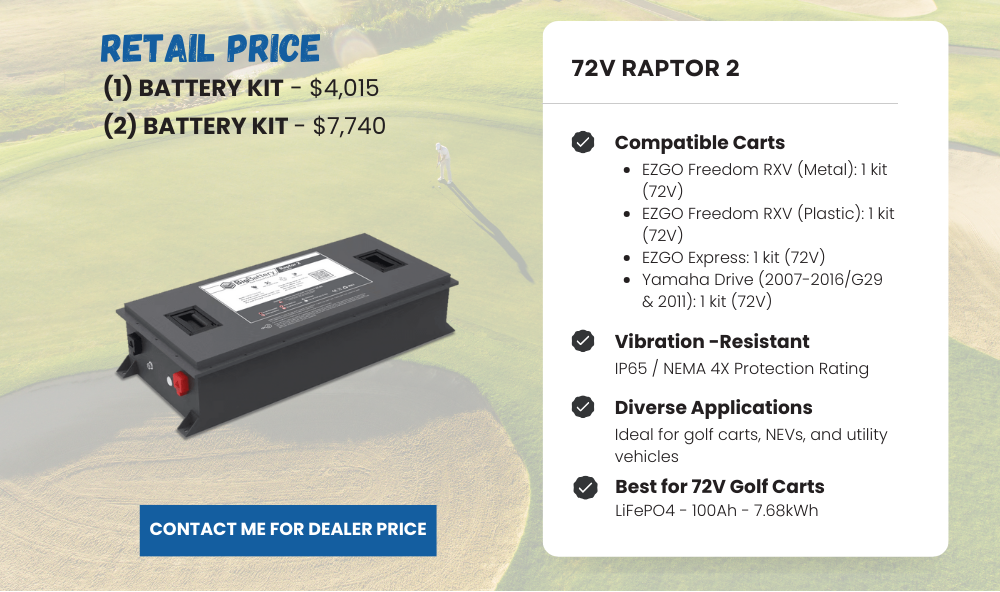 RETAIL PRICE
(1) BATTERY KIT - $4,015
(2) BATTERY KIT - $7,740
BigBattery
CONTACT ME FOR DEALER PRICE
72V RAPTOR 2
Compatible Carts
• EZGO Freedom RXV (Metal): 1 kit
(72V)
• EZGO Freedom RXV (Plastic): 1 kit
(72V)
• EZGO Express: 1 kit (72V)
• Yamaha Drive (2007-2016/G29
& 2011): 1 kit (72V)
Vibration -Resistant
IP65 / NEMA 4X Protection Rating
Diverse Applications
Ideal for golf carts, NEVs, and utility
vehicles
Best for 72V Golf Carts
LiFePO4 - 100Ah - 7.68kWh